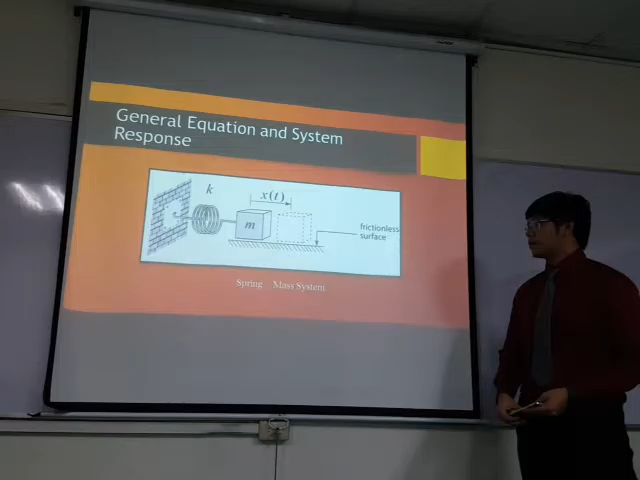 General Equation and System
Response
k
x(t)
m
frictionless
surface
Spring Mass System